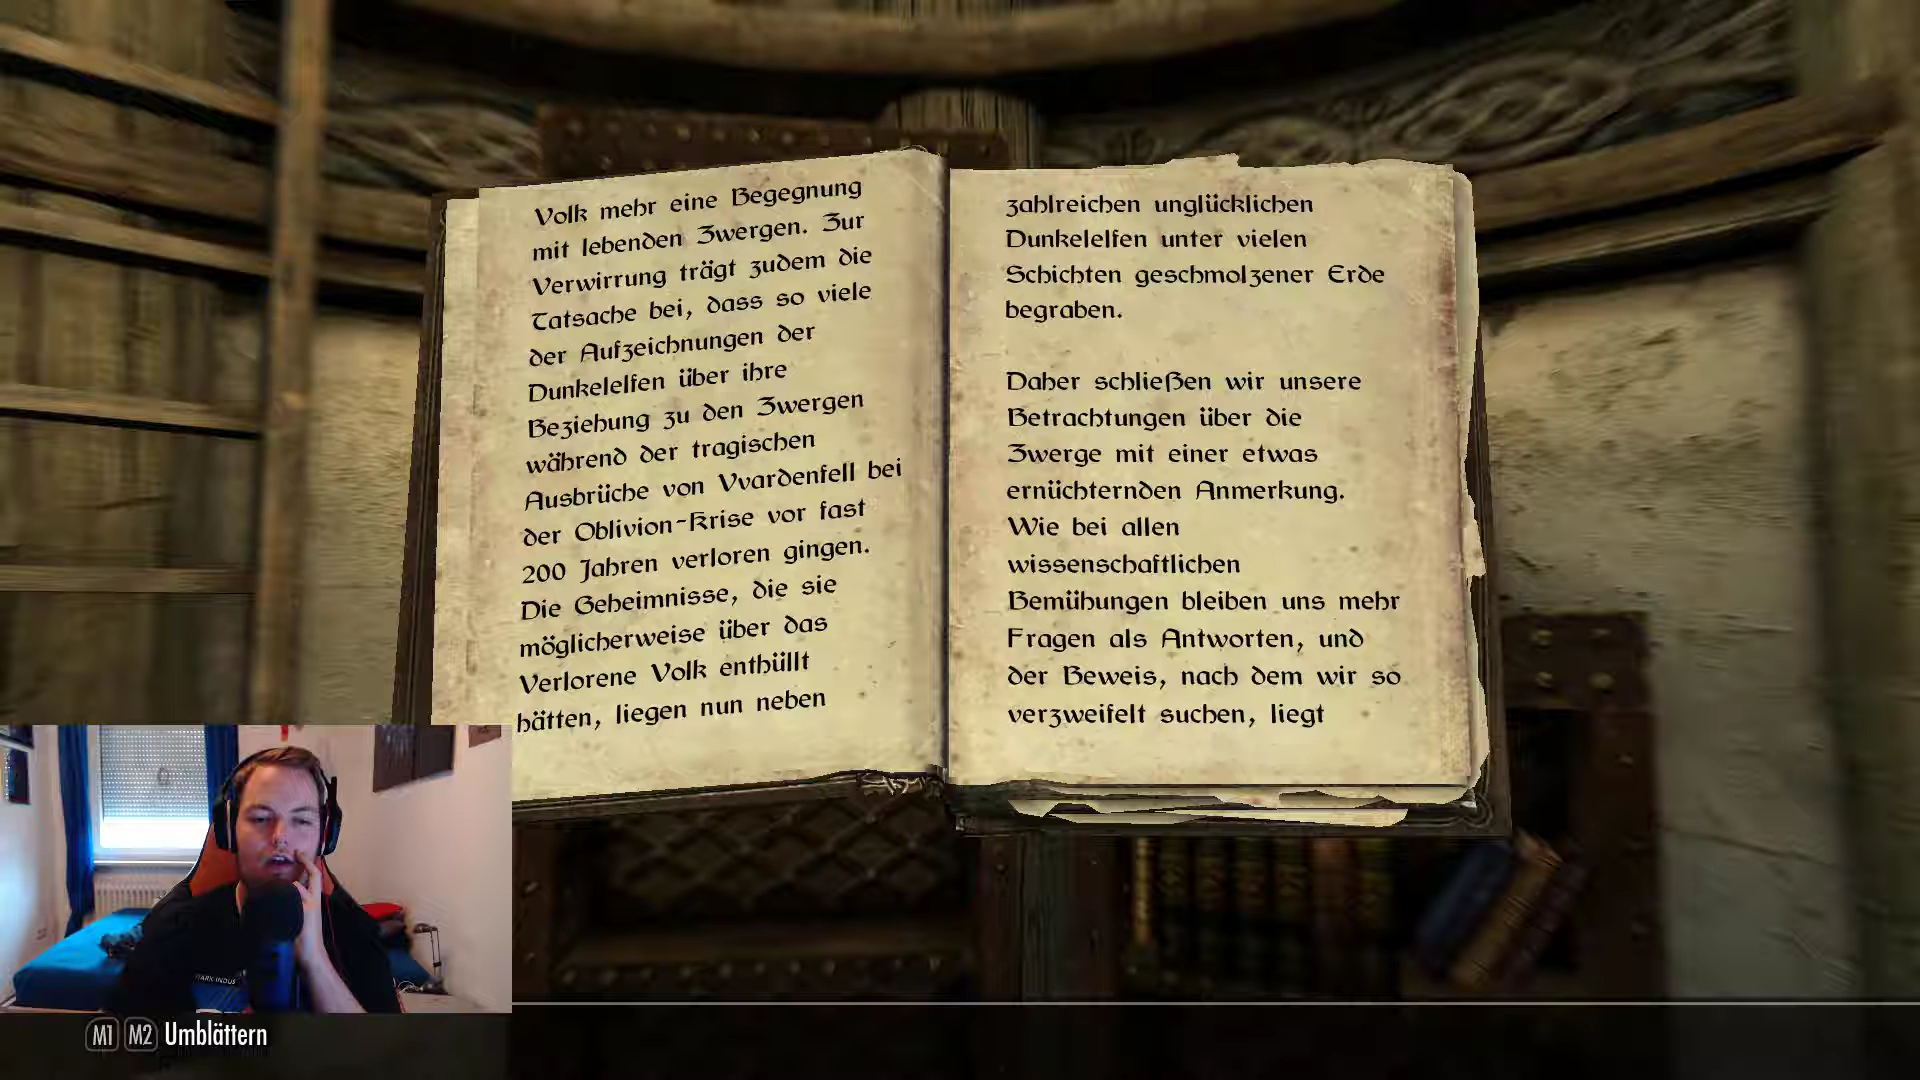 Volk mehr eine Begegnung
mit lebenden Zwergen. Zur
Verwirrung trägt zudem die
Tatsache bei, dass so viele
der Aufzeichnungen der
Dunkelelfen über ihre
Beziehung zu den Zwergen
während der tragischen
Ausbrüche von Vvardenfell bei
der Oblivion-Krise vor fast
200 Jahren verloren gingen.
Die Geheimnisse, die sie
möglicherweise über das
Verlorene Volk enthüllt
hätten, liegen nun neben
zahlreichen unglücklichen
Dunkelelfen unter vielen
Schichten geschmolzener Erde
begraben.
Daher schließen wir unsere
Betrachtungen über die
Zwerge mit einer etwas
ernüchternden Anmerkung.
Wie bei allen
wissenschaftlichen
Bemühungen bleiben uns mehr
Fragen als Antworten, und
der Beweis, nach dem wir so
verzweifelt suchen, liegt
M1 M2 Umblättern